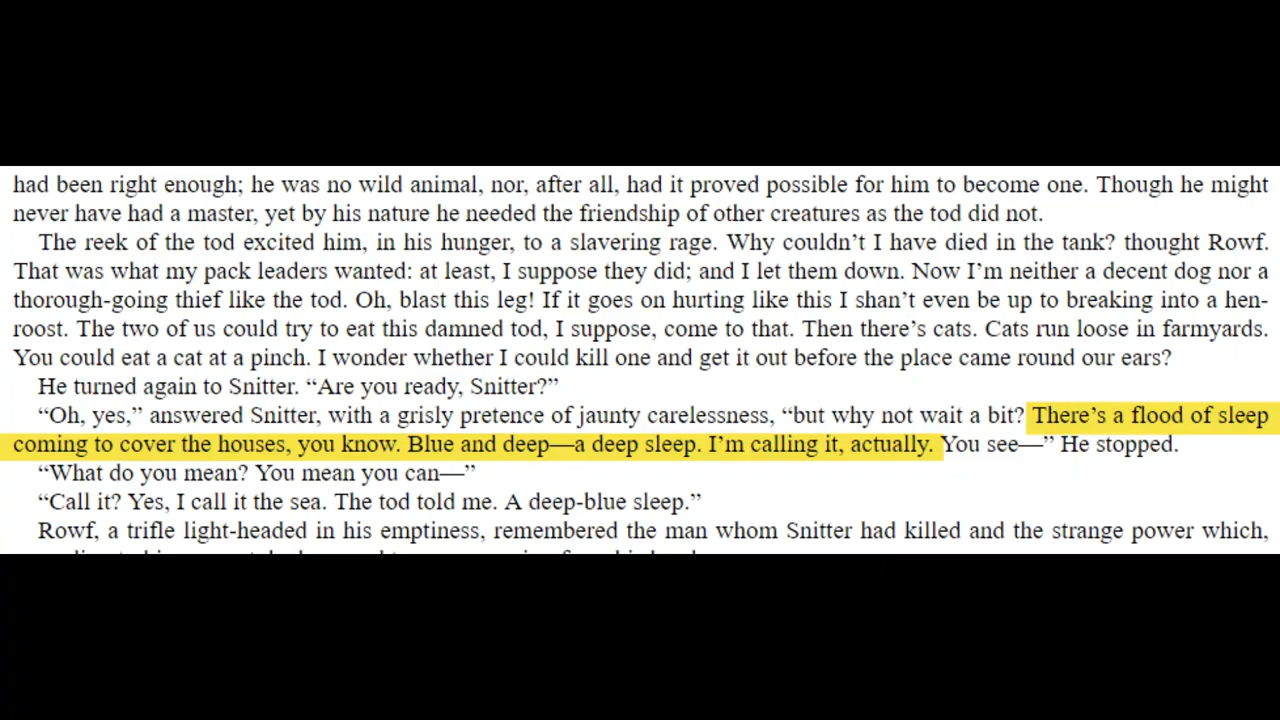 had been right enough; he was no wild animal, nor, after all, had it proved possible for him to become one. Though he might
never have had a master, yet by his nature he needed the friendship of other creatures as the tod did not.
The reek of the tod excited him, in his hunger, to a slavering rage. Why couldn’t I have died in the tank? thought Rowf.
That was what my pack leaders wanted: at least, I suppose they did; and I let them down. Now I’m neither a decent dog nor a
thorough-going thief like the tod. Oh, blast this leg! If it goes on hurting like this I shan’t even be up to breaking into a hen-
roost. The two of us could try to eat this damned tod, I suppose, come to that. Then there’s cats. Cats run loose in farmyards.
You could eat a cat at a pinch. I wonder whether I could kill one and get it out before the place came round our ears?
He turned again to Snitter. “Are you ready, Snitter?”
“Oh, yes,” answered Snitter, with a grisly pretence of jaunty carelessness, “but why not wait a bit? There’s a flood of sleep
coming to cover the houses, you know. Blue and deep—a deep sleep. I’m calling it, actually. You see—” He stopped.
“What do you mean? You mean you can—”
“Call it? Yes, I call it the sea. The tod told me. A deep-blue sleep.”
Rowf, a trifle light-headed in his emptiness, remembered the man whom Snitter had killed and the strange power which,